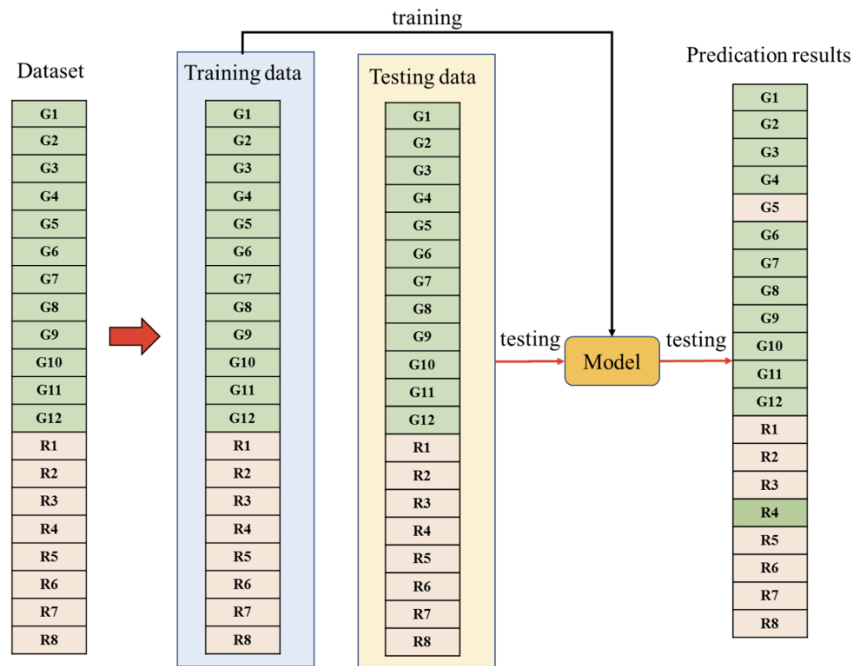 training
Dataset
Training data
Testing data
Predication results
G1
G2
G3
G4
G5
G6
G7
G8
G9
G10
G11
G12
R1
R2
R3
R4
R5
R6
R7
R8
G1
G2
G3
G4
G5
G6
G7
G8
G9
G10
G11
G12
R1
R2
R3
R4
R5
R6
R7
R8
G1
G2
G3
G4
G5
G6
G7
G8
G9
G10
G11
G12
R1
R2
R3
R4
R5
R6
R7
R8
testing
Model
testing
G1
G2
G3
G4
G5
G6
G7
G8
G9
G10
G11
G12
R1
R2
R3
R4
R5
R6
R7
R8